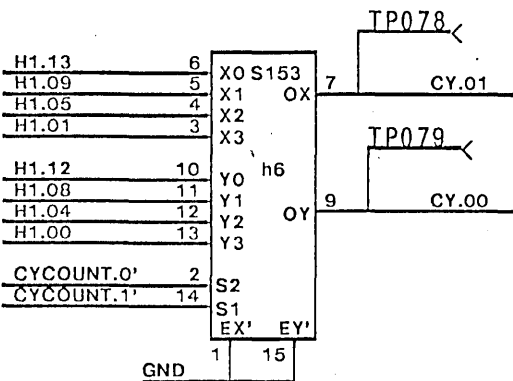 TP078
H1.13 6 X0 S153
H1.09 5 X1 OX 7 CY.01
H1.05 4 X2
H1.01 3 X3
TP079
H1.12 10 Y0 h6
H1.08 11 Y1
H1.04 12 Y2 OY 9 CY.00
H1.00 13 Y3
CYCOUNT.0' 2 S2
CYCOUNT.1' 14 S1
EX' EY'
1 15
GND